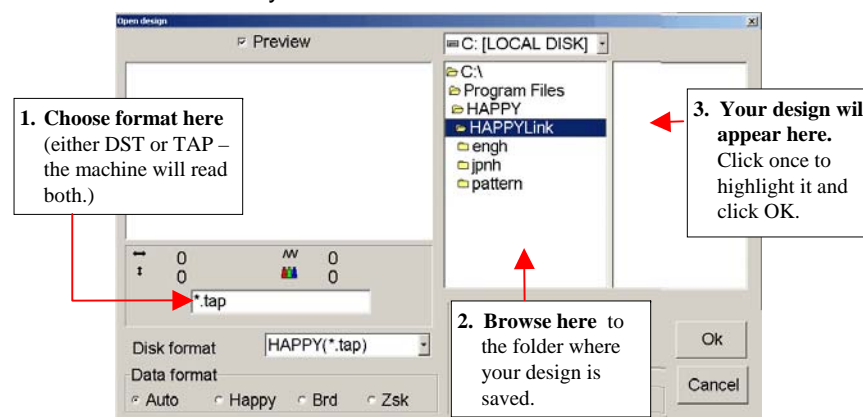 Open design
Preview
C: [LOCAL DISK]
C:\
Program Files
HAPPY
HAPPYLink
engh
jpnh
pattern
1. Choose format here
(either DST or TAP –
the machine will read
both.)
3. Your design will
appear here.
Click once to
highlight it and
click OK.
0 0
0 0
*.tap
2. Browse here to
the folder where
your design is
saved.
Disk format HAPPY(*.tap)
Data format
Auto Happy Brd Zsk
Ok
Cancel